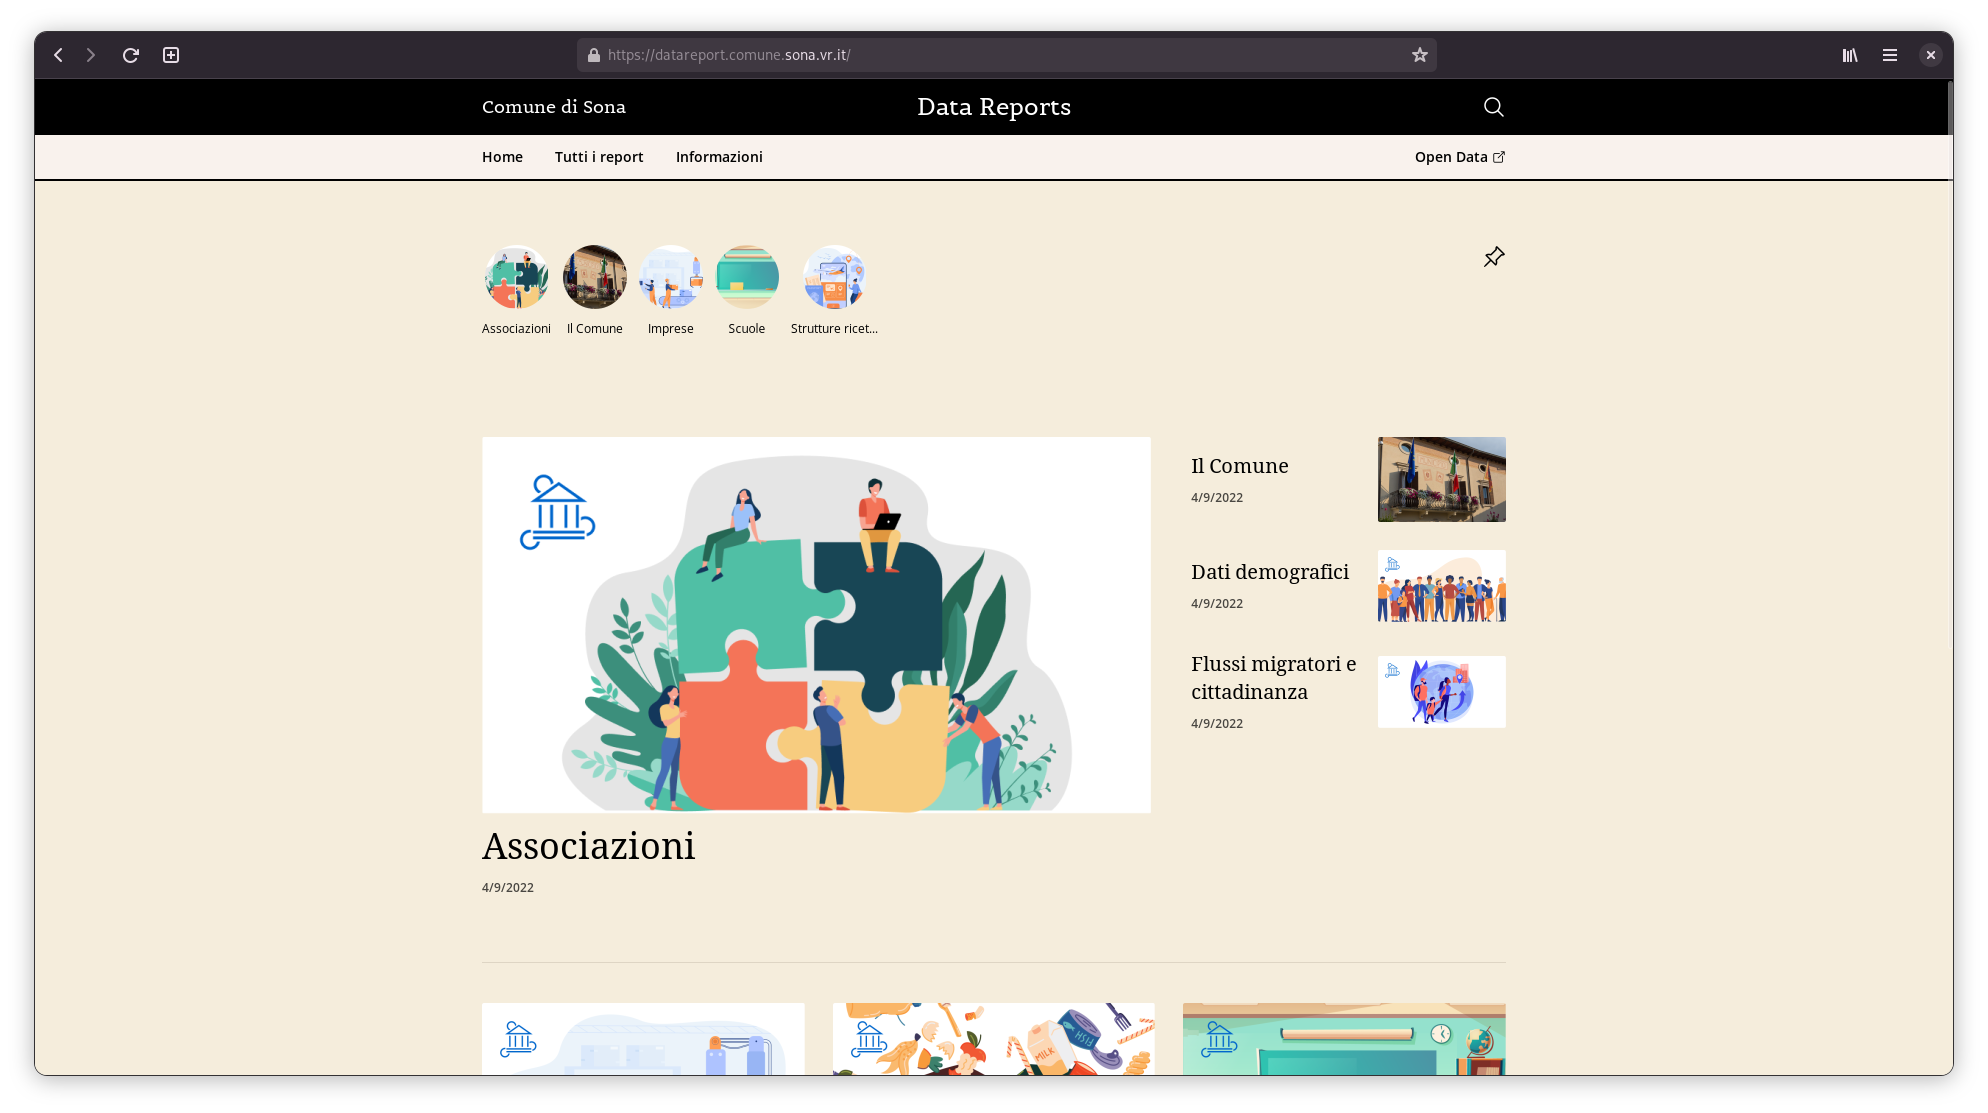 https://datareport.comune.sona.vr.it/
Comune di Sona
Data Reports
Home
Tutti i report
Informazioni
Open Data
Associazioni
Il Comune
Imprese
Scuole
Strutture ricet...
Associazioni
4/9/2022
Il Comune
4/9/2022
Dati demografici
4/9/2022
Flussi migratori e
cittadinanza
4/9/2022
MILK
FISH